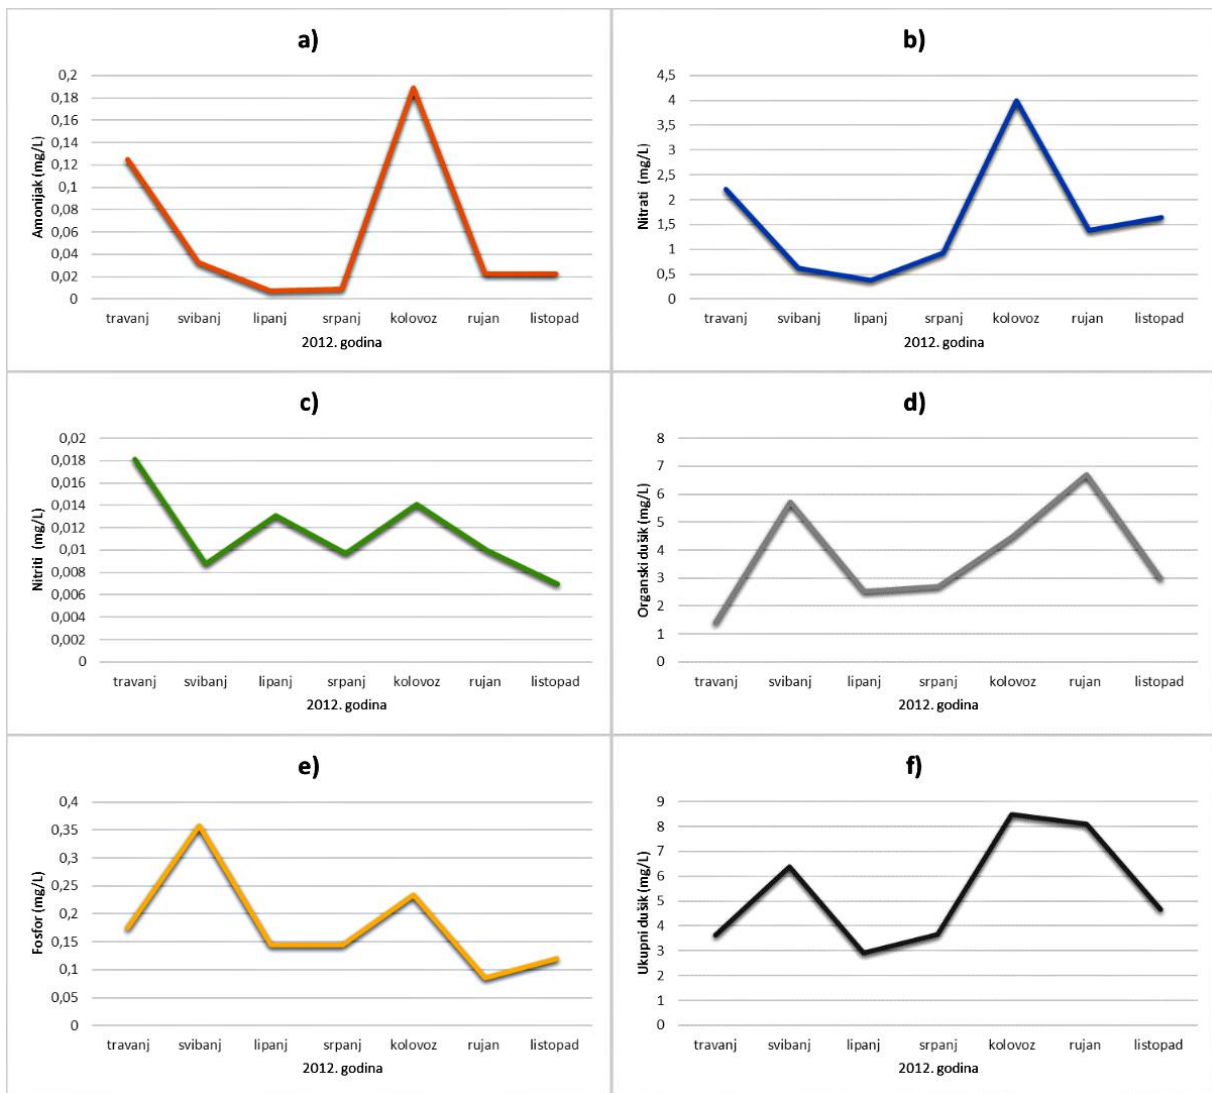 a)
0,2
0,18
0,16
0,14
0,12
0,1
0,08
0,06
0,04
0,02
0
Amonijak (mg/L)
travanj svibanj lipanj srpanj kolovoz rujan listopad
2012. godina
b)
4,5
4
3,5
3
2,5
2
1,5
1
0,5
0
Nitrati (mg/L)
travanj svibanj lipanj srpanj kolovoz rujan listopad
2012. godina
c)
0,02
0,018
0,016
0,014
0,012
0,01
0,008
0,006
0,004
0,002
0
Nitriti (mg/L)
travanj svibanj lipanj srpanj kolovoz rujan listopad
2012. godina
d)
8
7
6
5
4
3
2
1
0
Organski dušik (mg/L)
travanj svibanj lipanj srpanj kolovoz rujan listopad
2012. godina
e)
0,4
0,35
0,3
0,25
0,2
0,15
0,1
0,05
0
Fosfor (mg/L)
travanj svibanj lipanj srpanj kolovoz rujan listopad
2012. godina
f)
9
8
7
6
5
4
3
2
1
0
Ukupni dušik (mg/L)
travanj svibanj lipanj srpanj kolovoz rujan listopad
2012. godina